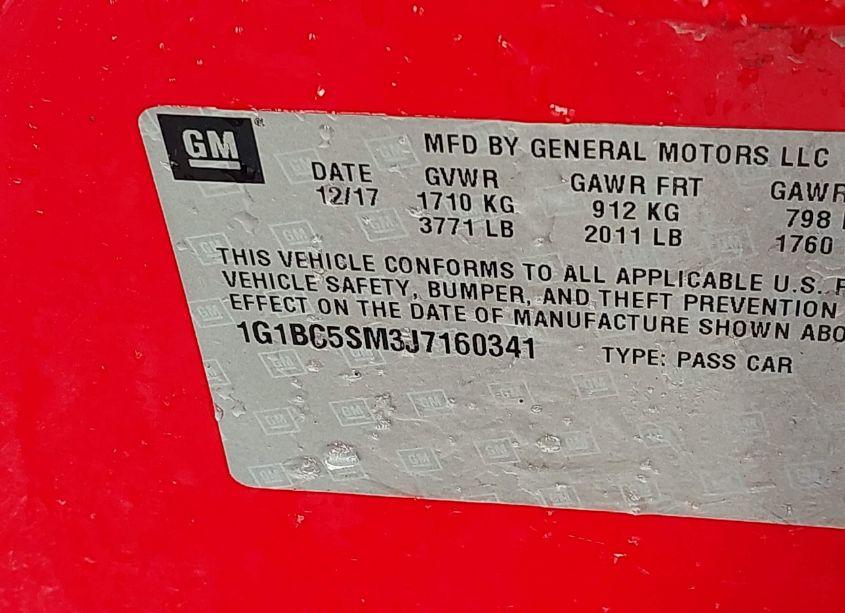 GM
MFD BY GENERAL MOTORS LLC
DATE GVWR GAWR FRT GAWR
12/17 1710 KG 912 KG 798
3771 LB 2011 LB 1760
THIS VEHICLE CONFORMS TO ALL APPLICABLE U.S. F
VEHICLE SAFETY, BUMPER, AND THEFT PREVENTION
EFFECT ON THE DATE OF MANUFACTURE SHOWN ABO
1G1BC5SM3J7160341 TYPE: PASS CAR